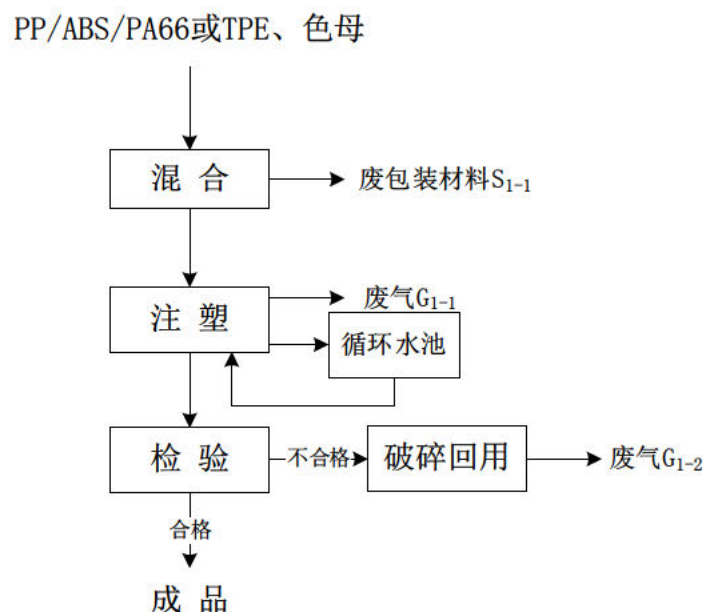 PP/ABS/PA66或TPE、色母
混 合
废包装材料S1-1
注 塑
废气G1-1
循环水池
检 验
不合格
破碎回用
废气G1-2
合格
成 品